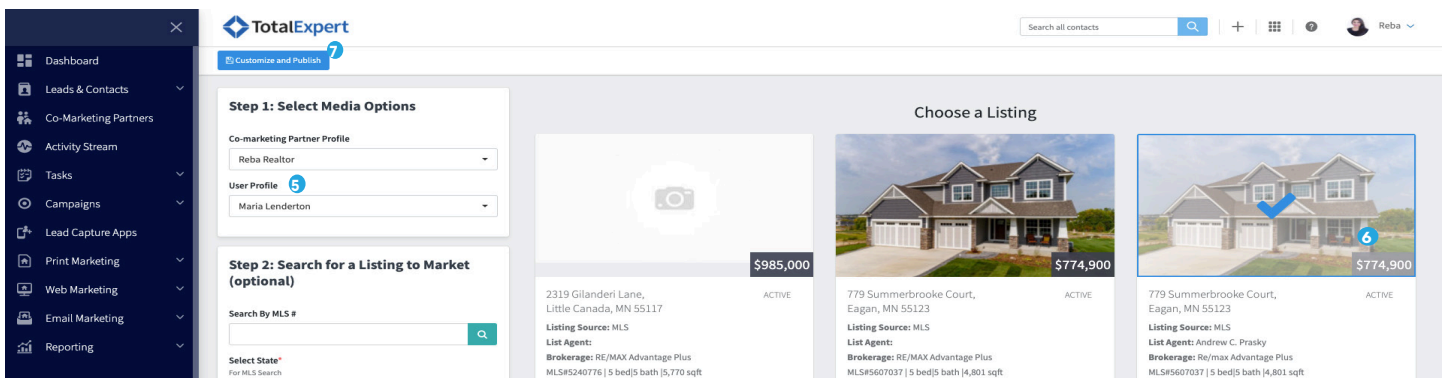 TotalExpert
Search all contacts
Reba
Dashboard
Leads & Contacts
Co-Marketing Partners
Activity Stream
Tasks
Campaigns
Lead Capture Apps
Print Marketing
Web Marketing
Email Marketing
Reporting
Customize and Publish
7
Step 1: Select Media Options
Co-marketing Partner Profile
Reba Realtor
User Profile
5
Maria Lenderton
Step 2: Search for a Listing to Market
(optional)
Search By MLS #
Select State*
For MLS Search
Choose a Listing
$985,000
2319 Gilanderi Lane,
Little Canada, MN 55117
ACTIVE
Listing Source: MLS
List Agent:
Brokerage: RE/MAX Advantage Plus
MLS#5240776 | 5 bed|5 bath |5,770 sqft
$774,900
779 Summerbrooke Court,
Eagan, MN 55123
ACTIVE
Listing Source: MLS
List Agent:
Brokerage: RE/MAX Advantage Plus
MLS#5607037 | 5 bed|5 bath |4,801 sqft
6
$774,900
779 Summerbrooke Court,
Eagan, MN 55123
ACTIVE
Listing Source: MLS
List Agent: Andrew C. Prasky
Brokerage: Re/max Advantage Plus
MLS#5607037 | 5 bed|5 bath |4,801 sqft